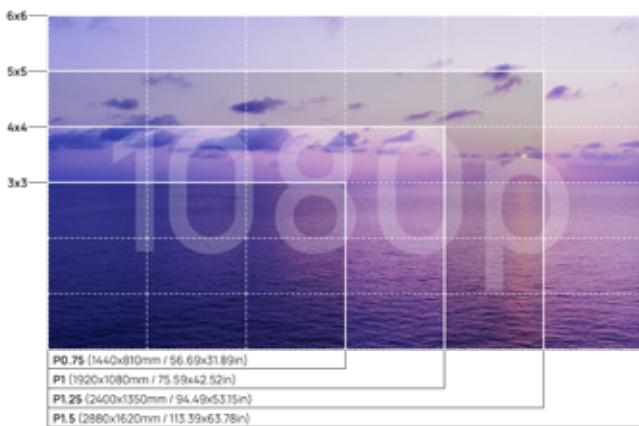 6x6
5x5
4x4
3x3
1080p
P0.75 (1440x810mm / 56.69x31.89in)
P1 (1920x1080mm / 75.59x42.52in)
P1.25 (2400x1350mm / 94.49x53.15in)
P1.5 (2880x1620mm / 113.39x63.78in)